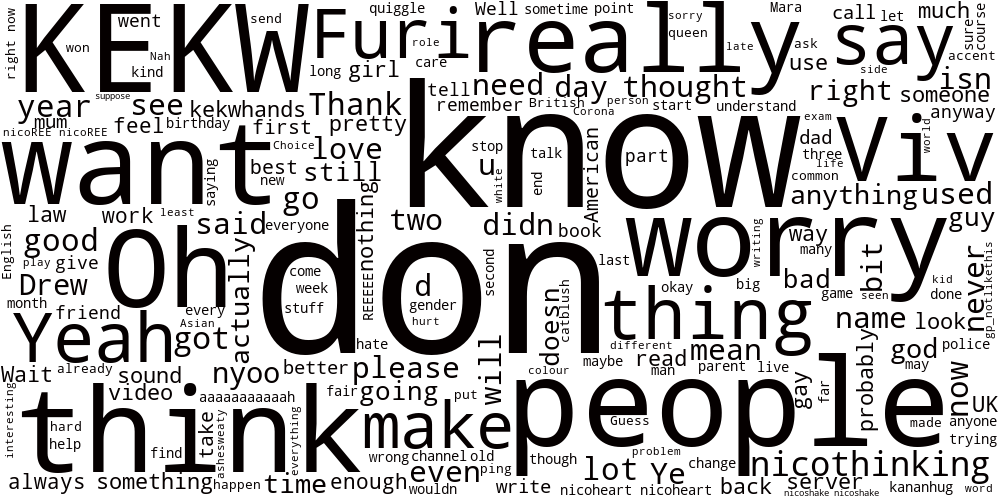 right now
KEKW
went
won
Nah
kind
Furi
quiggle
Well
sometime
point
role
care
long
girl
really
sorry
queen
late
Mara
ask
use
call
let
much
say
sure
course
accent
side
isn
year
mum
suppose
see
kekwhands
Thank
tell
need
day
thought
right
someone
remember
British
Corona
person
start
understand
anyway
nicoREE nicoREE
feel
birthday
first
pretty
know
exam
dad
three
life
common
Viv
world
want
saying
Choice
love
best
new
still
stop
u
white
talk
end
American
part
anything
used
law
work
least
go
said
everyone
nothing
two
didn
book
worry
writing
way
many
guy
English
good
play
give
Oh
actually
don
come
week
stuff
REEEEE
d
gender
hurt
second
last
bit
bad
big
okay
game
seen
kid
done
never
gp_notlikethis
Drew
month
friend
every
Asian
got
Yeah
hate
doesn
catblush
thing
name
look
Wait
already
sound
video
nyoo
better
please
will
colour
different
maybe
read
man
mean
parent
live
probably
god
may
police
aaaaaaaaaaah
fair
going
put
think
make
people
gay
far
now
UK
interesting
hard
help
find
take
ashesweaty
everything
wrong
channel
old
Guess
made
anyone
trying
always
something
happen
time
enough
even
wouldn
ping
though
problem
lot
Ye
change
nicothinking
write
nicoheart nicoheart
back
server
nicoshake nicoshake
kananhug
word